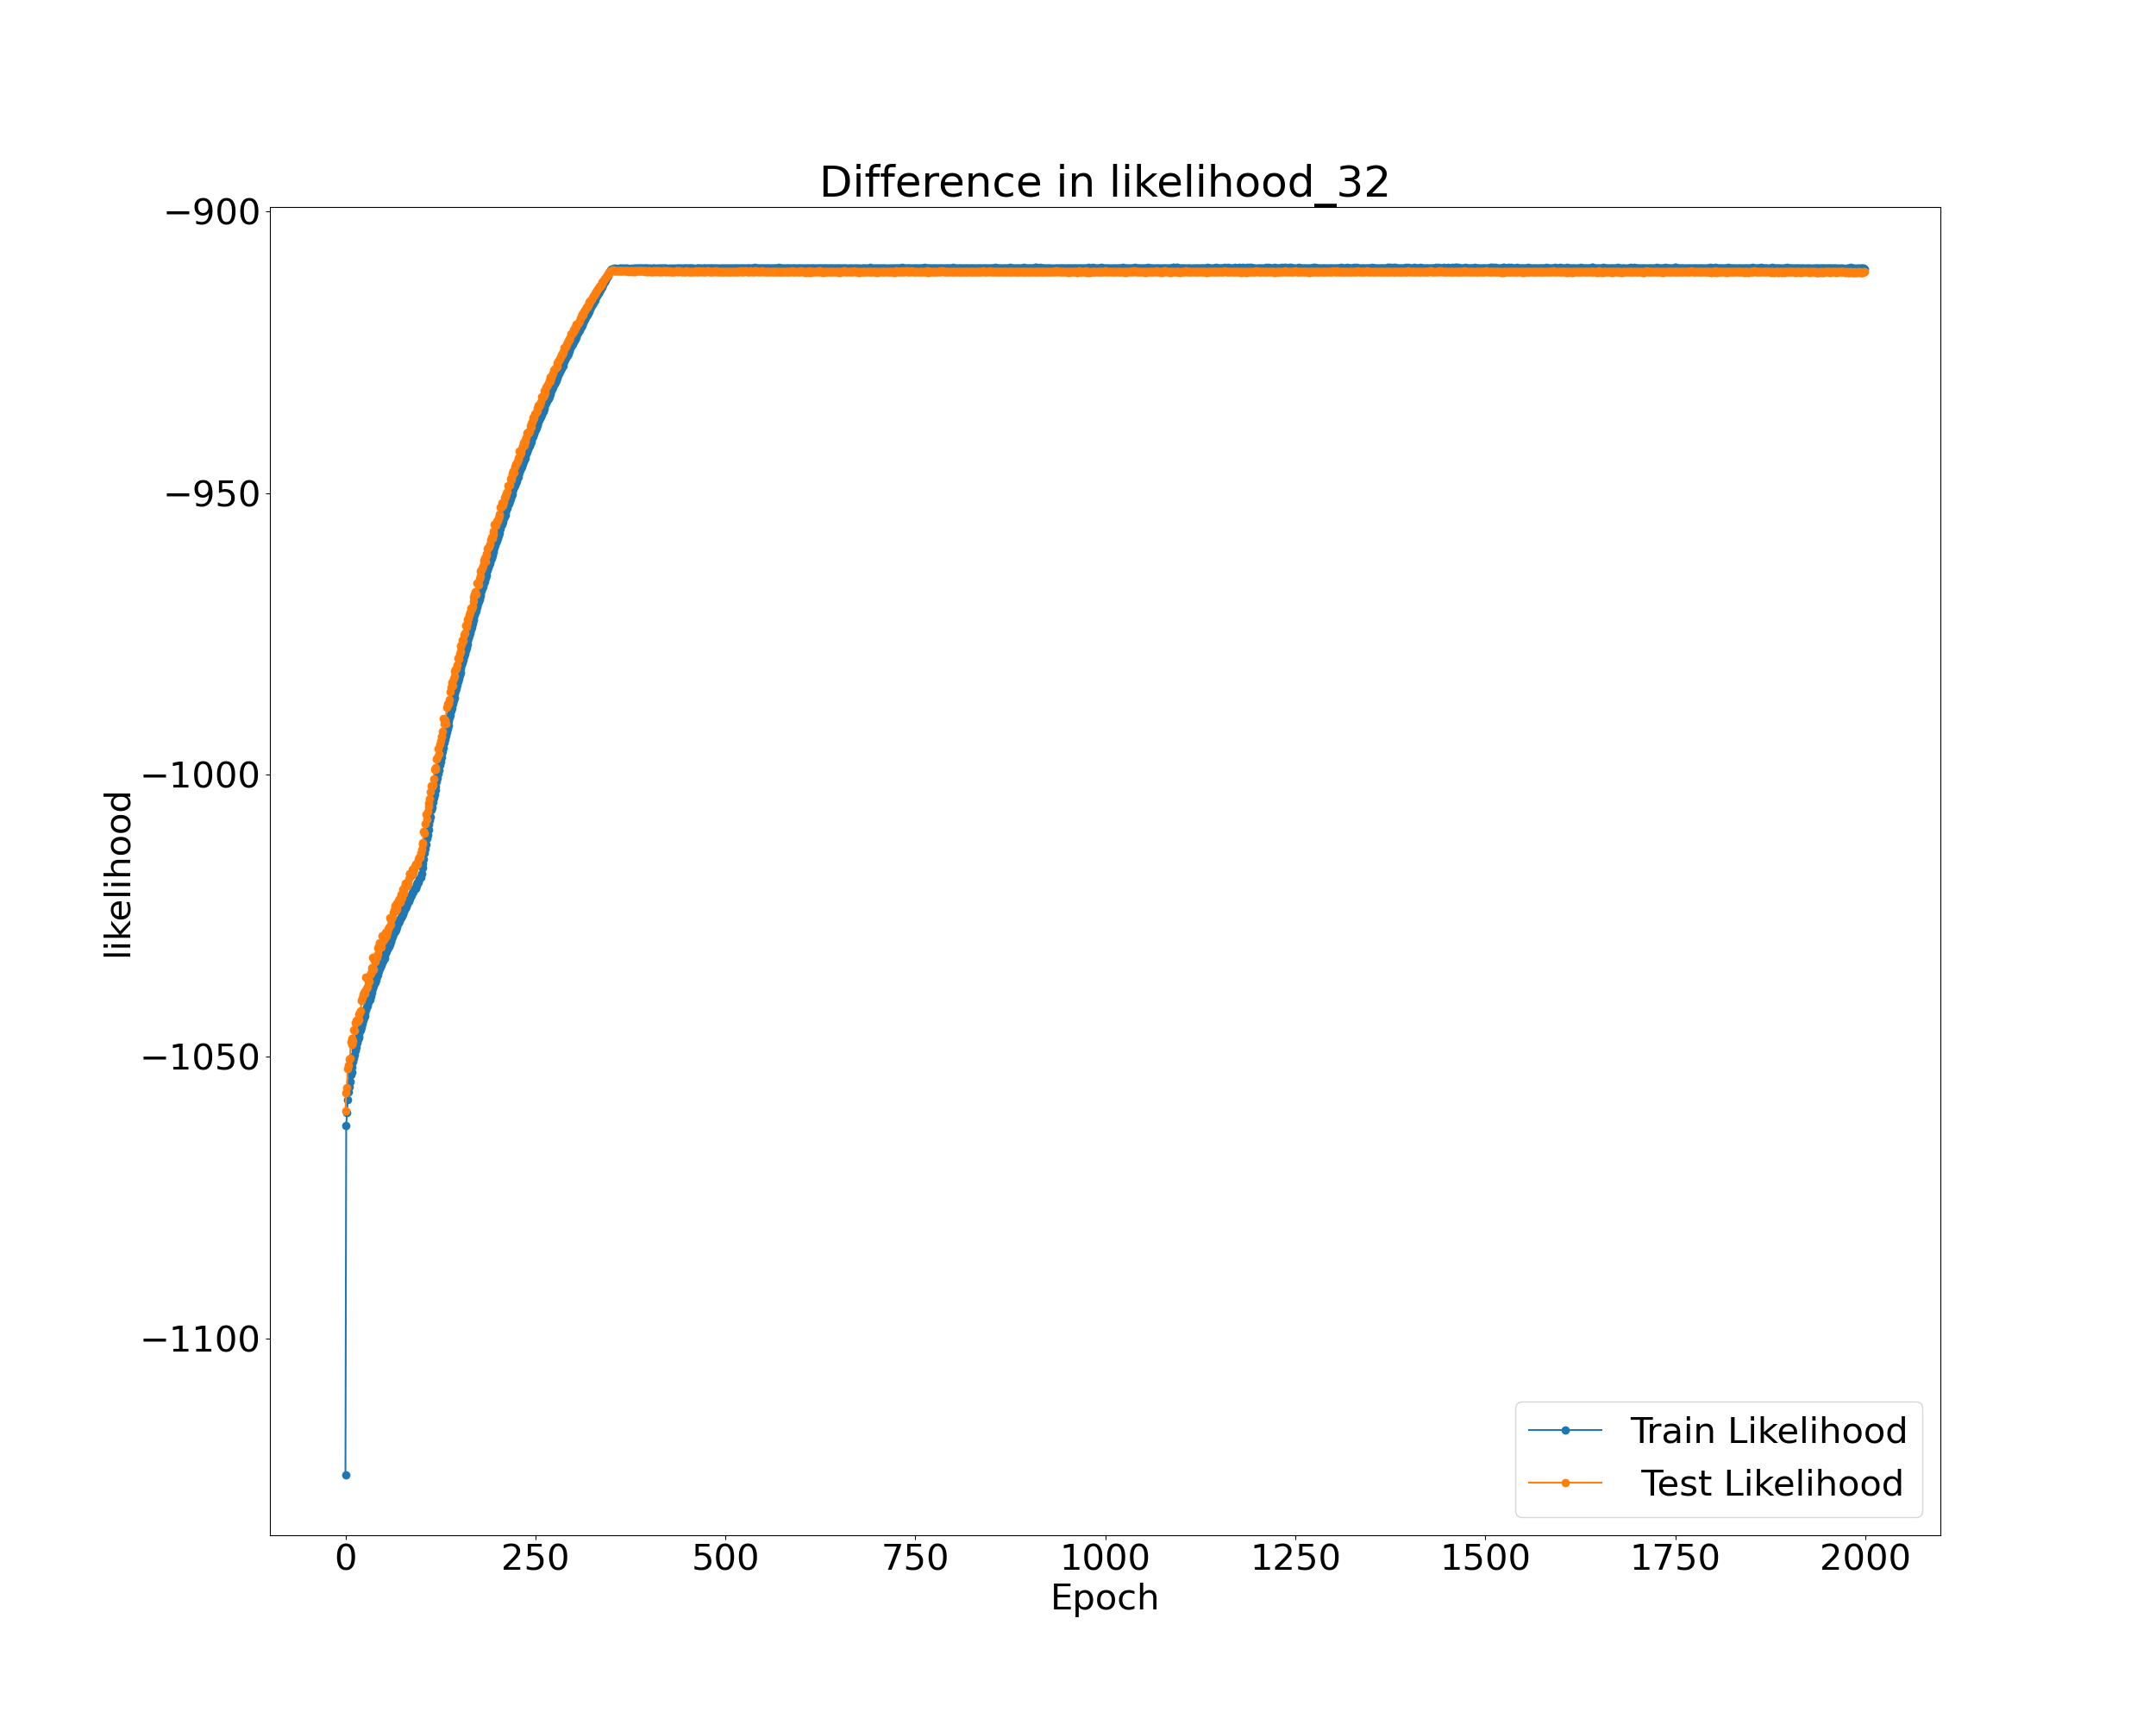 Difference in likelihood_32
−900
−950
−1000
−1050
−1100
likelihood
0 250 500 750 1000 1250 1500 1750 2000
Epoch
Train Likelihood
Test Likelihood